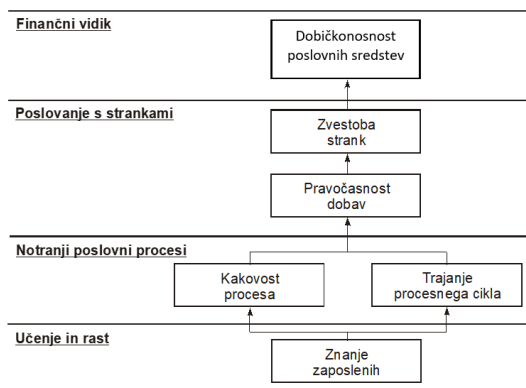 Finančni vidik
Dobičkonosnost
poslovnih sredstev
Poslovanje s strankami
Zvestoba
strank
Pravočasnost
dobav
Notranji poslovni procesi
Kakovost
procesa
Trajanje
procesnega cikla
Učenje in rast
Znanje
zaposlenih